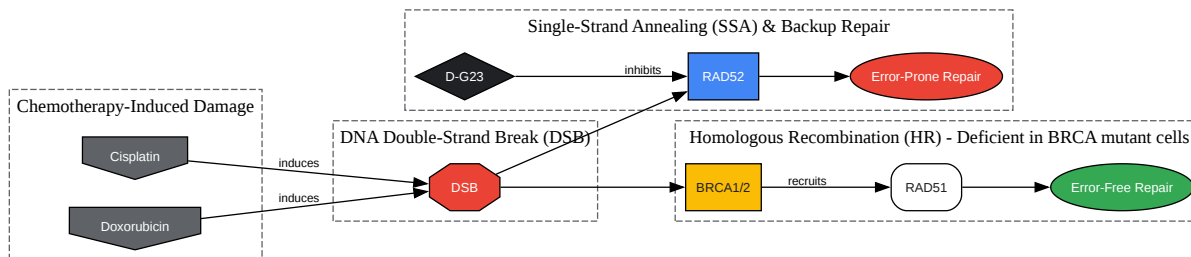 Single-Strand Annealing (SSA) & Backup Repair
D-G23
inhibits
RAD52
Error-Prone Repair
Chemotherapy-Induced Damage
Cisplatin
induces
Doxorubicin
induces
DNA Double-Strand Break (DSB)
DSB
Homologous Recombination (HR) - Deficient in BRCA mutant cells
BRCA1/2
recruits
RAD51
Error-Free Repair